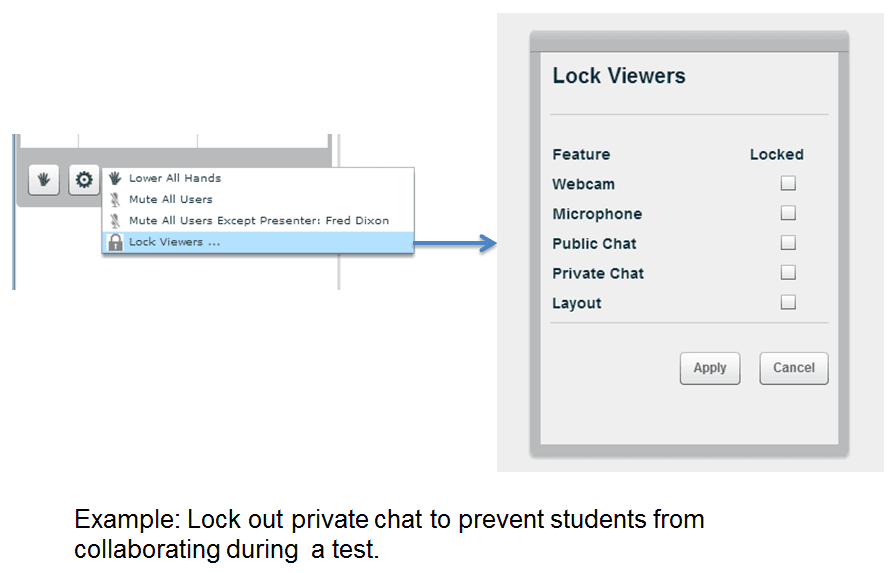 Lower All Hands
Mute All Users
Mute All Users Except Presenter: Fred Dixon
Lock Viewers ...
Lock Viewers
Feature Locked
Webcam
Microphone
Public Chat
Private Chat
Layout
Apply Cancel
Example: Lock out private chat to prevent students from
collaborating during a test.